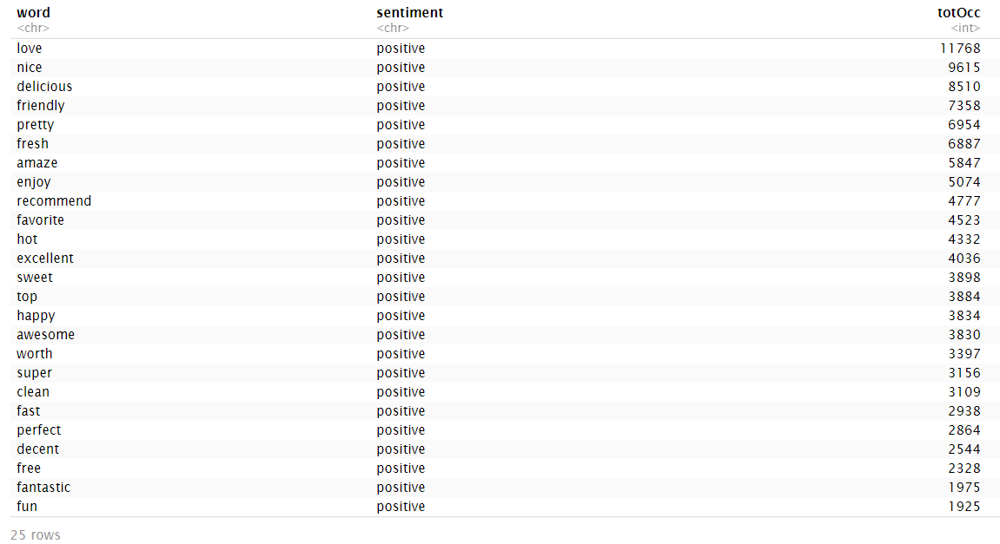 word sentiment totOcc
<chr> <chr> <int>
love positive 11768
nice positive 9615
delicious positive 8510
friendly positive 7358
pretty positive 6954
fresh positive 6887
amaze positive 5847
enjoy positive 5074
recommend positive 4777
favorite positive 4523
hot positive 4332
excellent positive 4036
sweet positive 3898
top positive 3884
happy positive 3834
awesome positive 3830
worth positive 3397
super positive 3156
clean positive 3109
fast positive 2938
perfect positive 2864
decent positive 2544
free positive 2328
fantastic positive 1975
fun positive 1925
25 rows